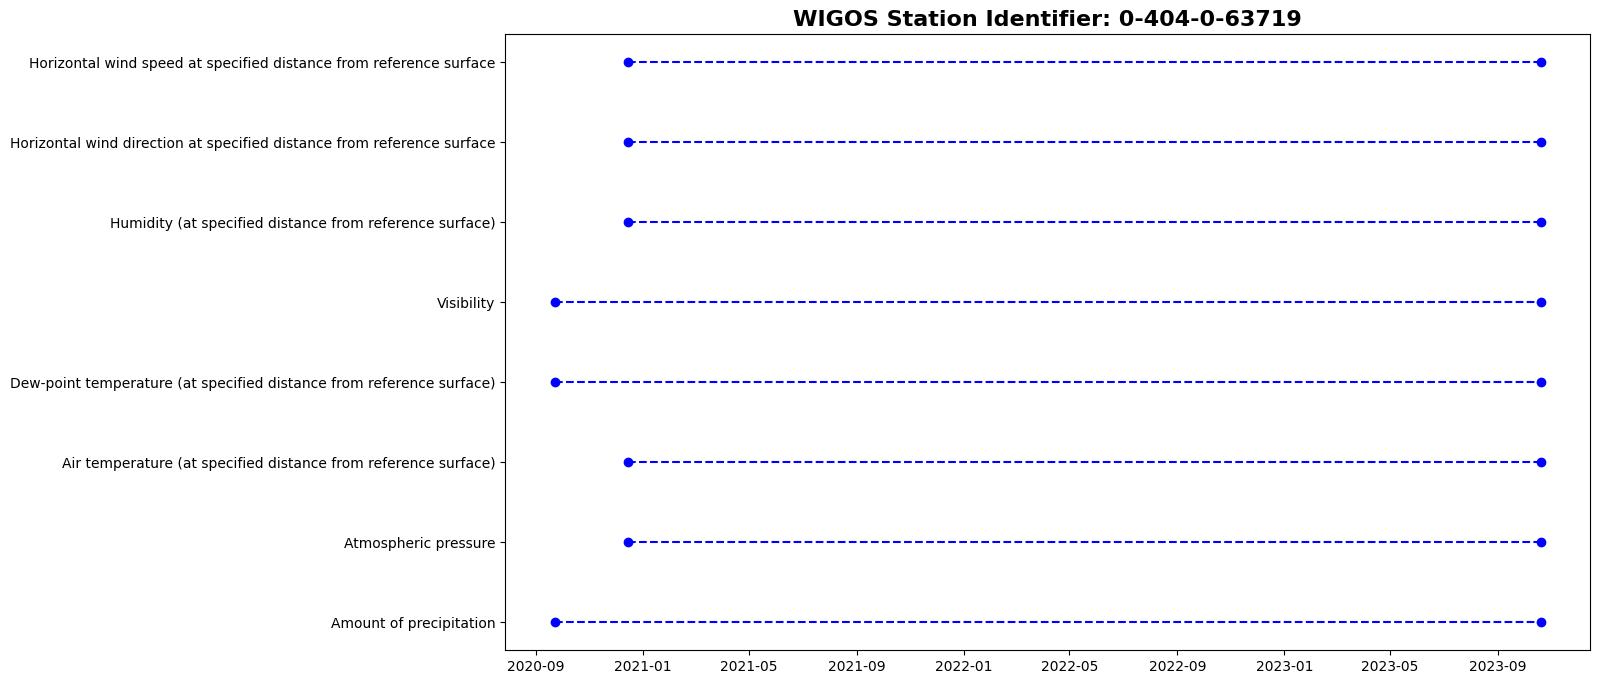 WIGOS Station Identifier: 0-404-0-63719
Horizontal wind speed at specified distance from reference surface
Horizontal wind direction at specified distance from reference surface
Humidity (at specified distance from reference surface)
Visibility
Dew-point temperature (at specified distance from reference surface)
Air temperature (at specified distance from reference surface)
Atmospheric pressure
Amount of precipitation
2020-09 2021-01 2021-05 2021-09 2022-01 2022-05 2022-09 2023-01 2023-05 2023-09